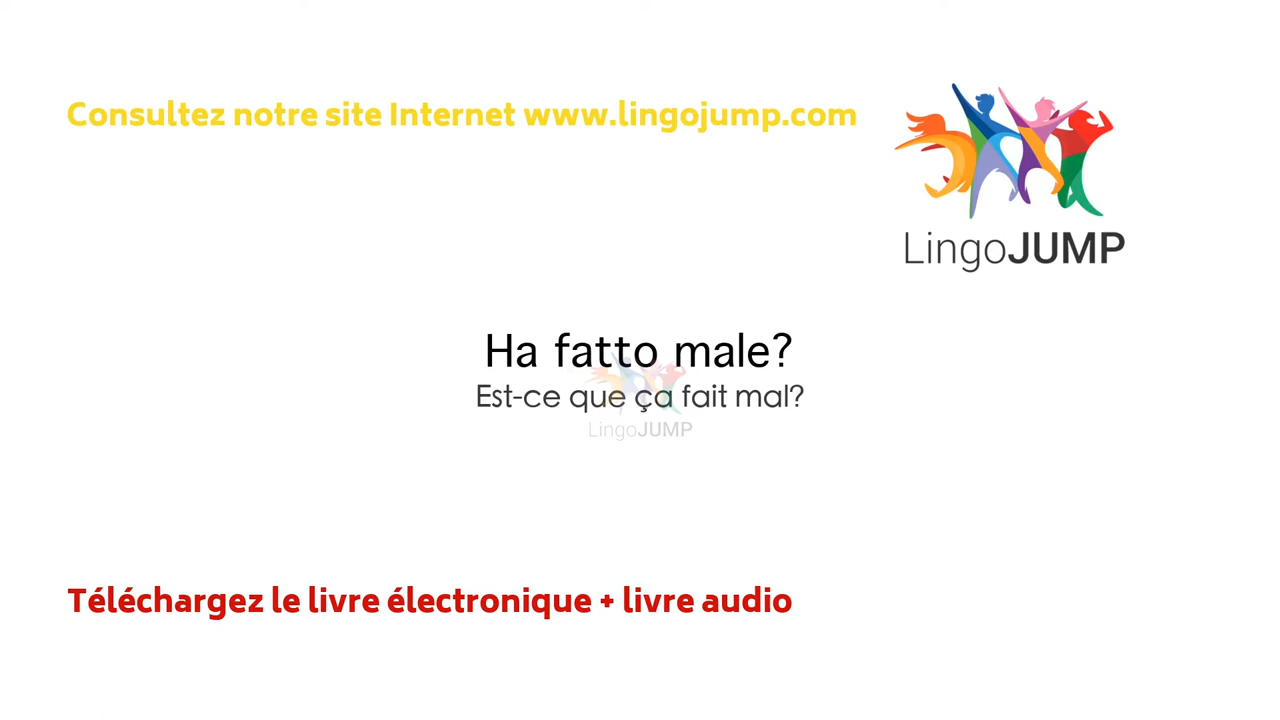 Consultez notre site Internet www.lingojump.com
LingoJUMP
Ha fatto male?
Est-ce que ça fait mal?
LingoJUMP
Téléchargez le livre électronique + livre audio